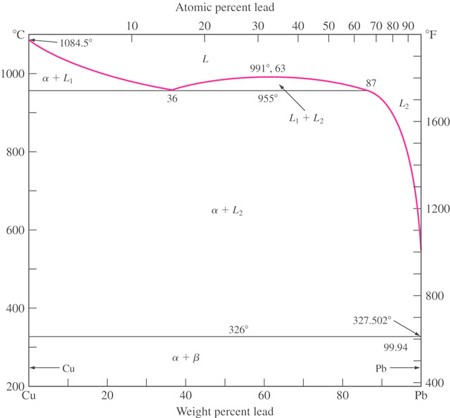 Atomic percent lead
°C 10 20 30 40 50 60 70 80 90 °F
1084.5°
L
991°, 63
1000
α + L₁
87
36
955°
L₂
L₁ + L₂
1600
800
α + L₂
1200
600
400
327.502°
800
326°
99.94
α + β
Cu
Pb
200
400
Cu 20 40 60 80 Pb
Weight percent lead